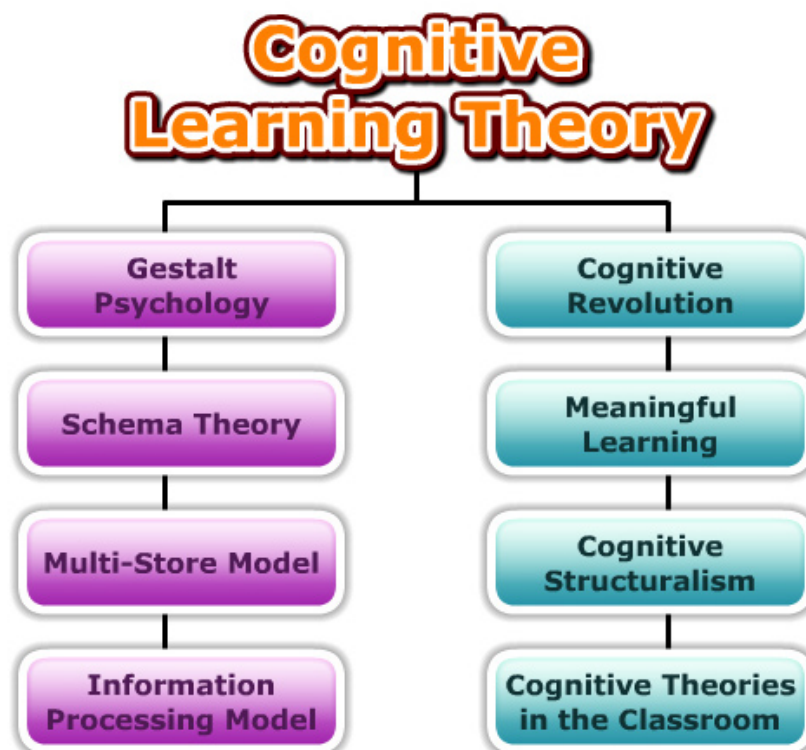 Cognitive
Learning Theory
Gestalt
Psychology
Schema Theory
Multi-Store Model
Information
Processing Model
Cognitive
Revolution
Meaningful
Learning
Cognitive
Structuralism
Cognitive Theories
in the Classroom